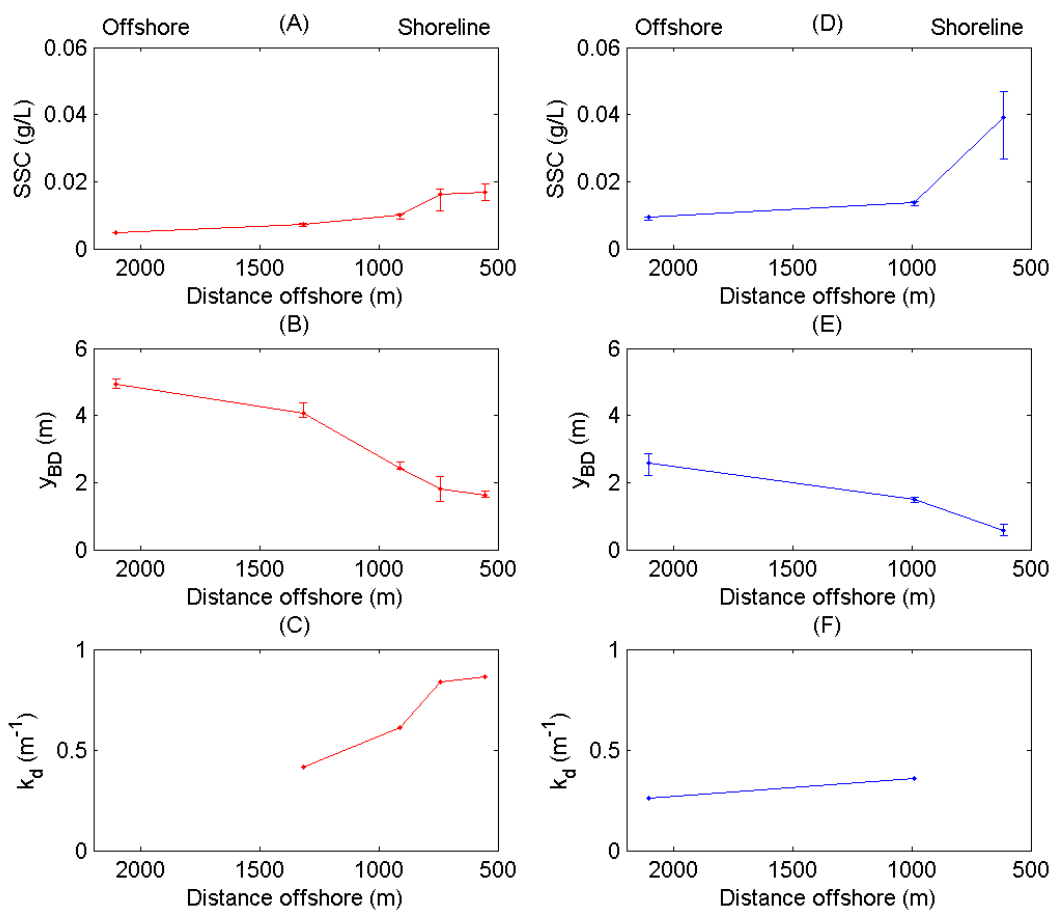 Offshore (A) Shoreline
0.06
0.04
0.02
0
SSC (g/L)
2000 1500 1000 500
Distance offshore (m)
(B)
6
4
2
0
y_BD (m)
2000 1500 1000 500
Distance offshore (m)
(C)
1
0.5
0
k_d (m^-1)
2000 1500 1000 500
Distance offshore (m)
Offshore (D) Shoreline
0.06
0.04
0.02
0
SSC (g/L)
2000 1500 1000 500
Distance offshore (m)
(E)
6
4
2
0
y_BD (m)
2000 1500 1000 500
Distance offshore (m)
(F)
1
0.5
0
k_d (m^-1)
2000 1500 1000 500
Distance offshore (m)